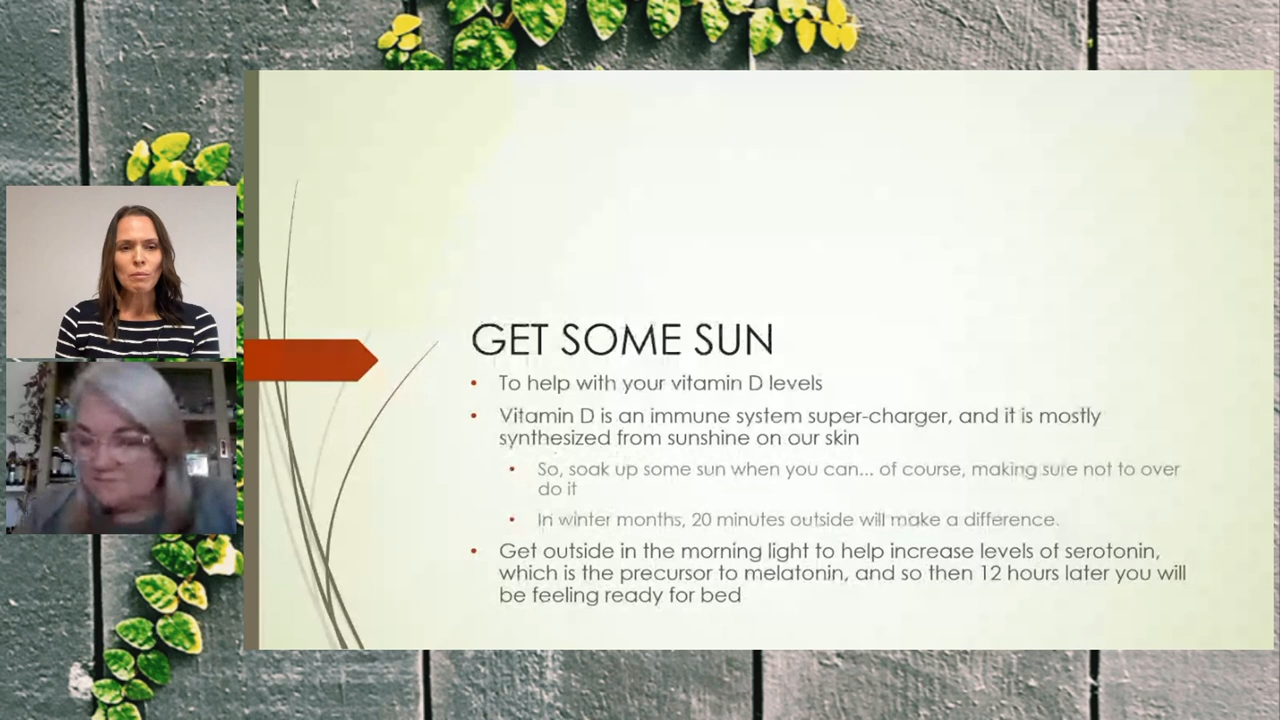 GET SOME SUN
To help with your vitamin D levels
Vitamin D is an immune system super-charger, and it is mostly
synthesized from sunshine on our skin
So, soak up some sun when you can... of course, making sure not to over
do it
In winter months, 20 minutes outside will make a difference.
Get outside in the morning light to help increase levels of serotonin,
which is the precursor to melatonin, and so then 12 hours later you will
be feeling ready for bed